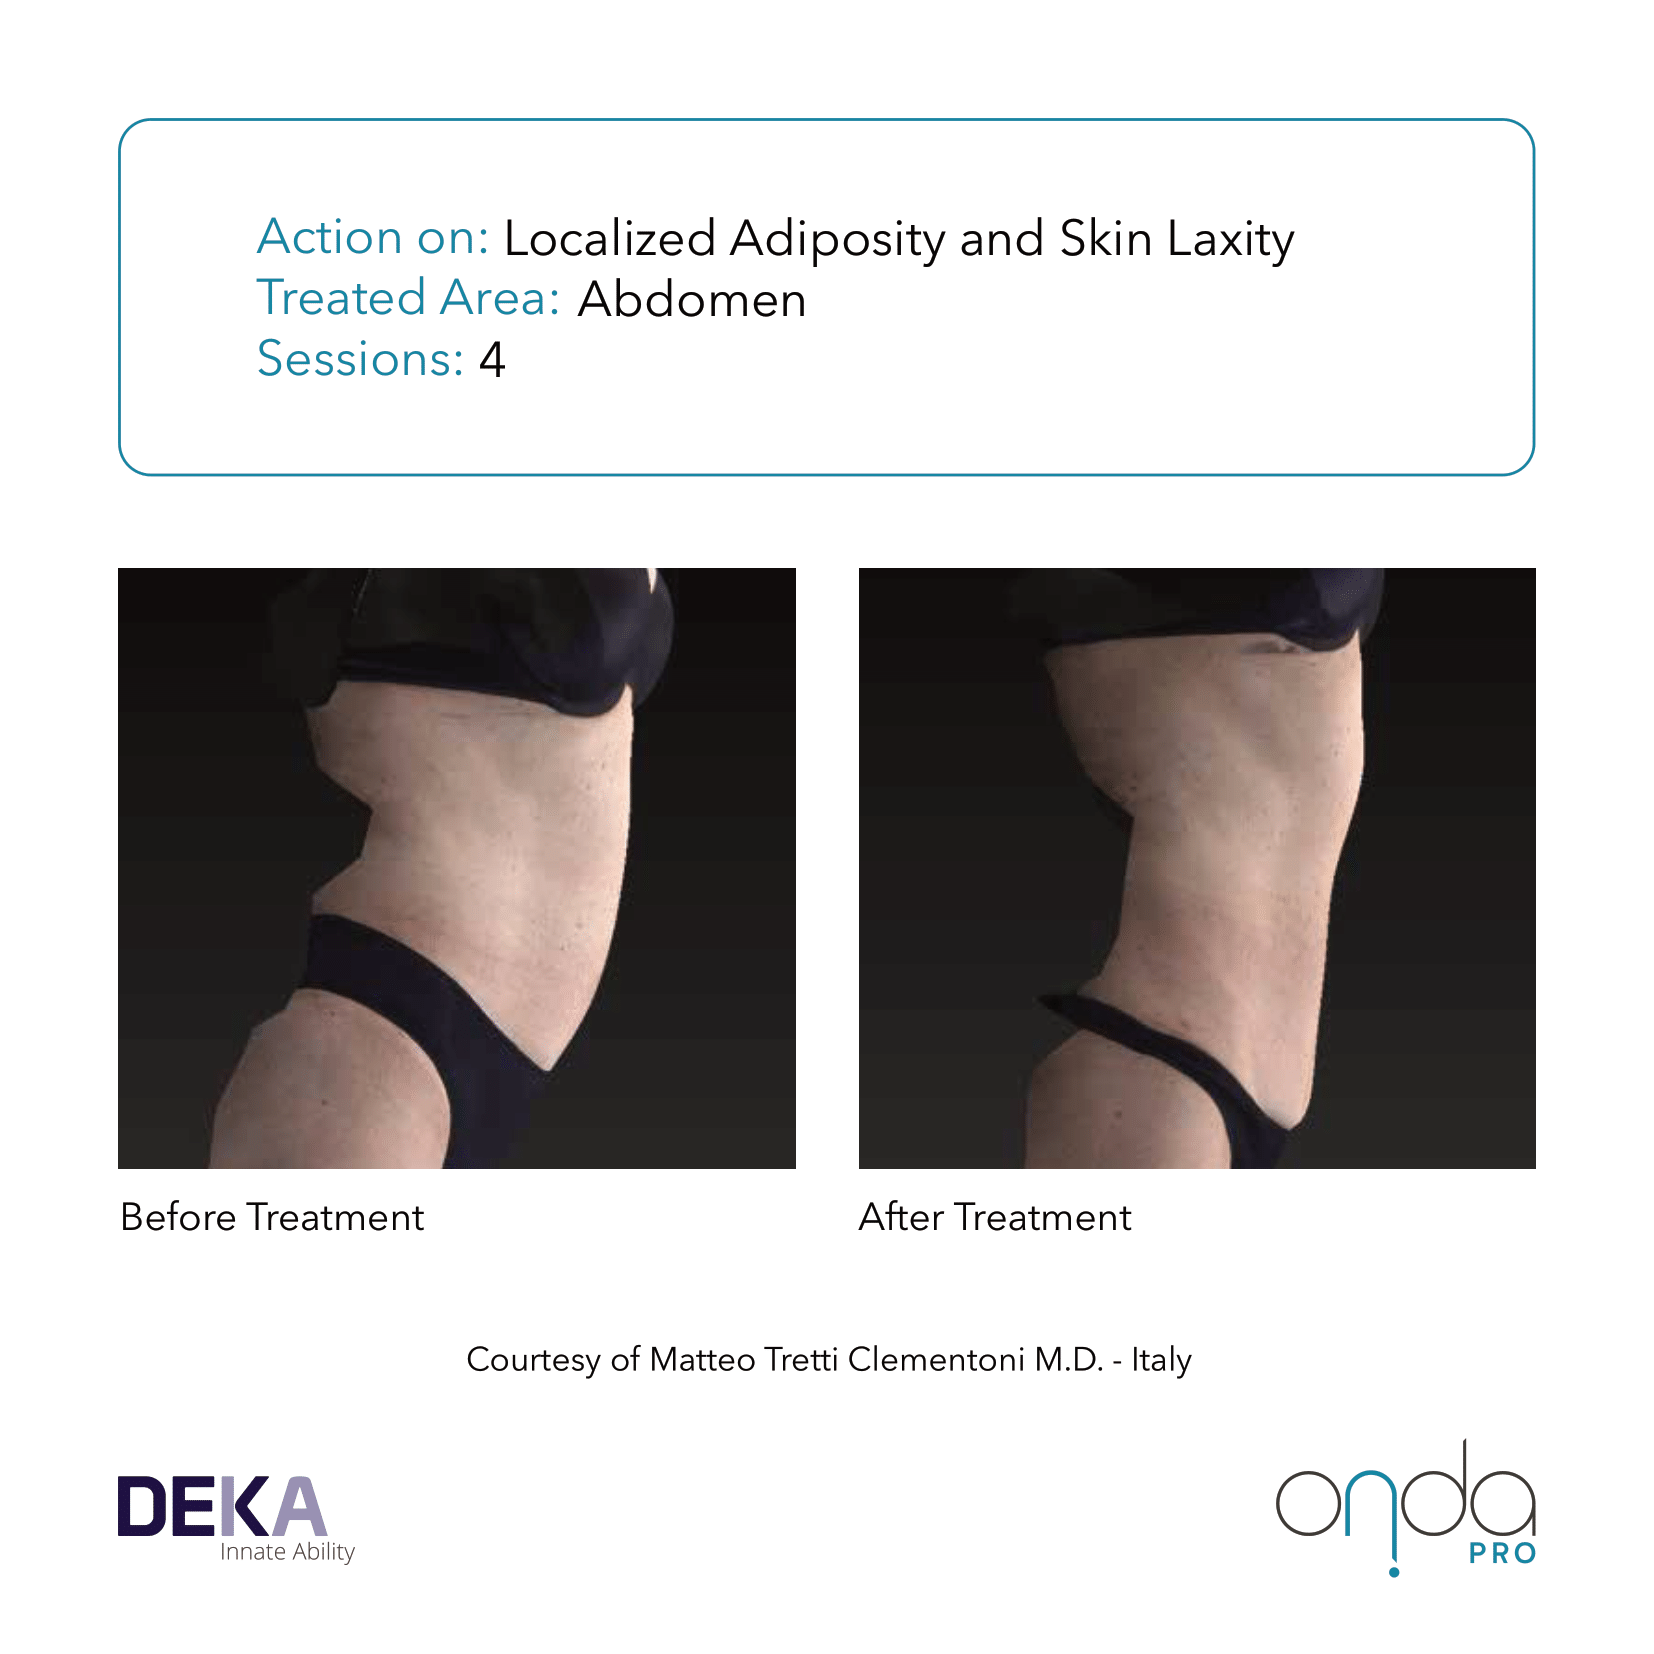 Action on: Localized Adiposity and Skin Laxity
Treated Area: Abdomen
Sessions: 4
Before Treatment
After Treatment
Courtesy of Matteo Tretti Clementoni M.D. - Italy
DEKA
Innate Ability
onda
PRO